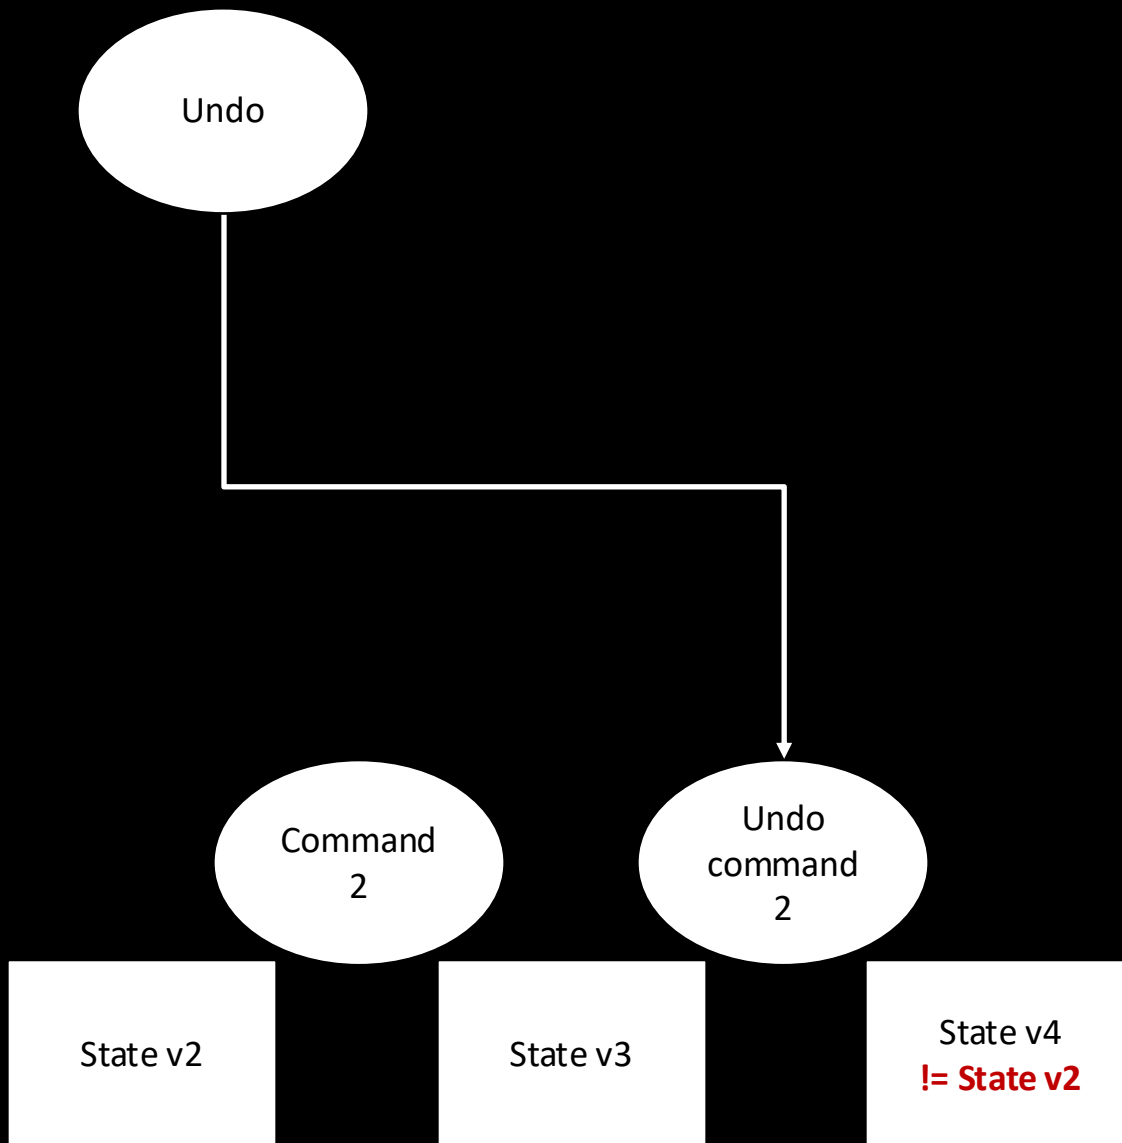 Undo
Command
2
Undo
command
2
State v2
State v3
State v4
!= State v2